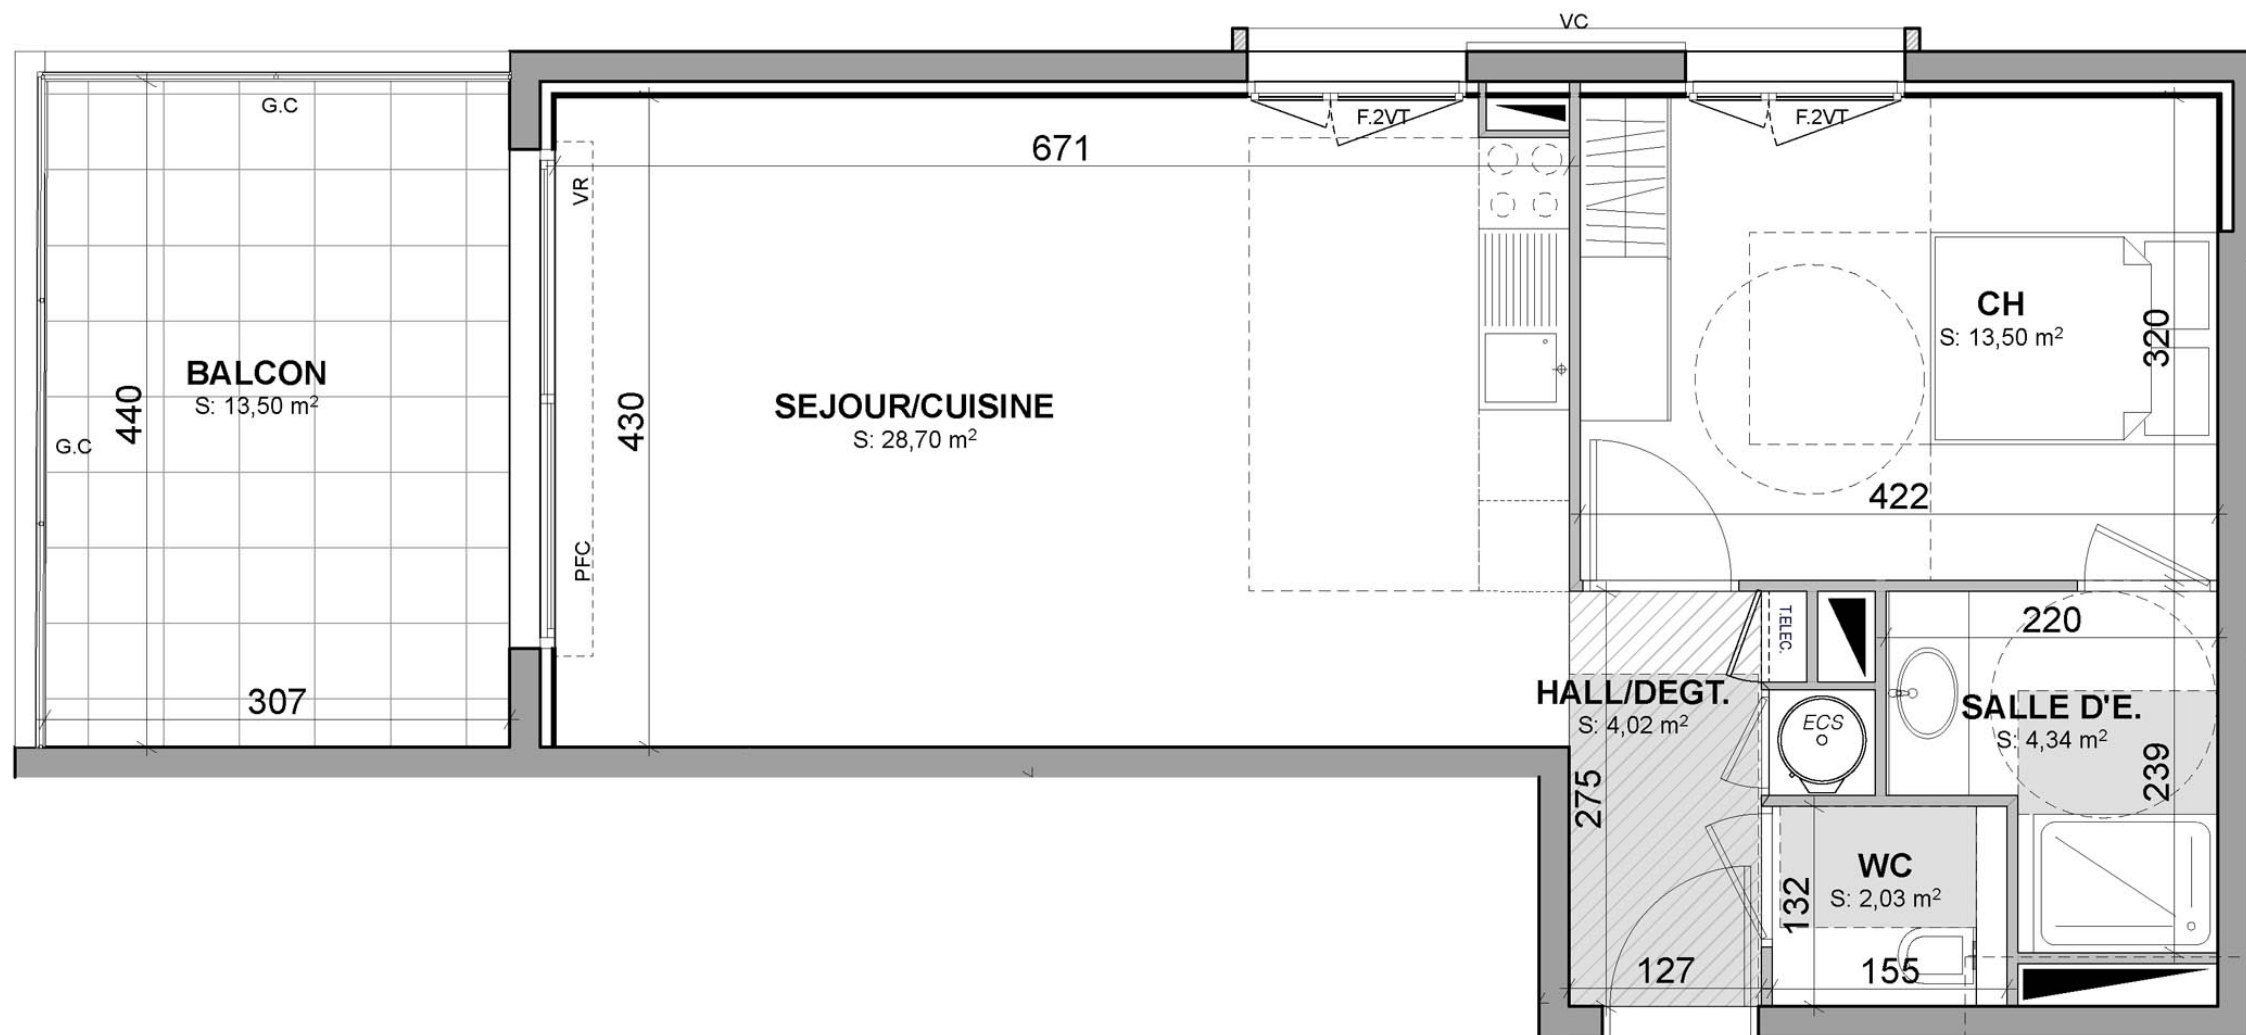 VC
G.C
F.2VT
F.2VT
671
VR
CH
S: 13,50 m²
320
BALCON
S: 13,50 m²
440
G.C
SEJOUR/CUISINE
S: 28,70 m²
430
422
PFC
T.ELEC.
220
307
HALL/DEGT.
S: 4,02 m²
ECS
SALLE D'E.
S: 4,34 m²
239
275
WC
S: 2,03 m²
132
127
155